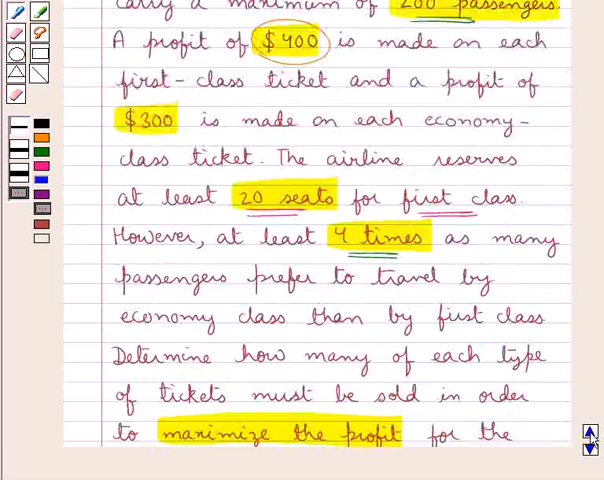 carry a maximum of 200 passengers.
A profit of $400 is made on each
first-class ticket and a profit of
$300 is made on each economy-
class ticket. The airline reserves
at least 20 seats for first class.
However, at least 4 times as many
passengers prefer to travel by
economy class than by first class
Determine how many of each type
of tickets must be sold in order
to maximize the profit for the